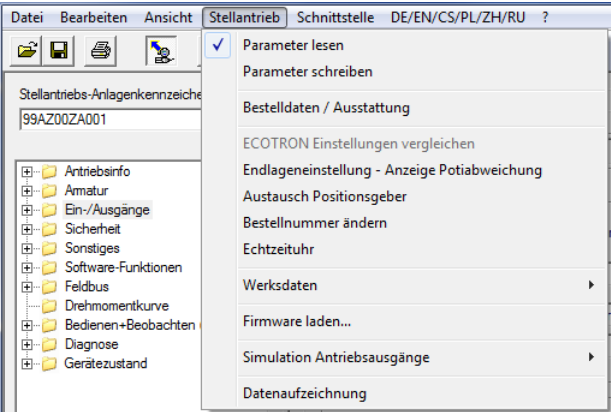 Datei Bearbeiten Ansicht Stellantrieb Schnittstelle DE/EN/CS/PL/ZH/RU ?
Parameter lesen
Parameter schreiben
Bestelldaten / Ausstattung
ECOTRON Einstellungen vergleichen
Endlageneinstellung - Anzeige Potiabweichung
Austausch Positionsgeber
Bestellnummer ändern
Echtzeituhr
Werksdaten
Firmware laden...
Simulation Antriebsausgänge
Datenaufzeichnung
Stellantriebs-Anlagenkennzeiche
99AZ00ZA001
Antriebsinfo
Armatur
Ein-/Ausgänge
Sicherheit
Sonstiges
Software-Funktionen
Feldbus
Drehmomentkurve
Bedienen+Beobachten
Diagnose
Gerätezustand